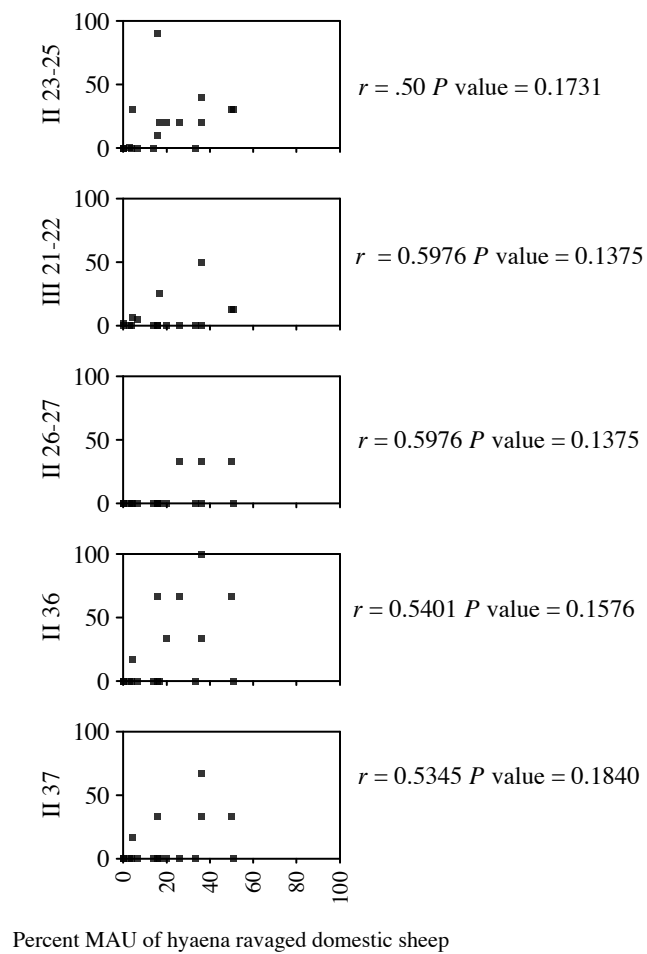 100
II 23-25
50
0
r = .50 P value = 0.1731
100
III 21-22
50
0
r = 0.5976 P value = 0.1375
100
II 26-27
50
0
r = 0.5976 P value = 0.1375
100
II 36
50
0
r = 0.5401 P value = 0.1576
100
II 37
50
0
r = 0.5345 P value = 0.1840
0 20 40 60 80 100
Percent MAU of hyaena ravaged domestic sheep